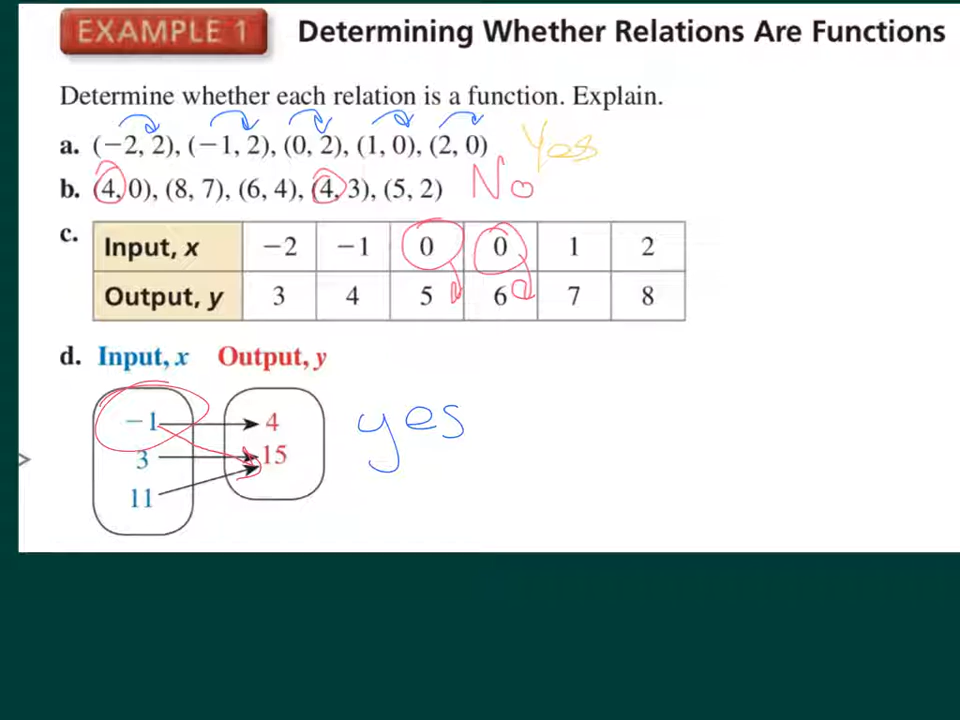 EXAMPLE 1 Determining Whether Relations Are Functions
Determine whether each relation is a function. Explain.
a. (−2, 2), (−1, 2), (0, 2), (1, 0), (2, 0) Yes
b. (4, 0), (8, 7), (6, 4), (4, 3), (5, 2) No
c. Input, x −2 −1 0 0 1 2
Output, y 3 4 5 6 7 8
d. Input, x Output, y
−1 4 yes
3 15
11